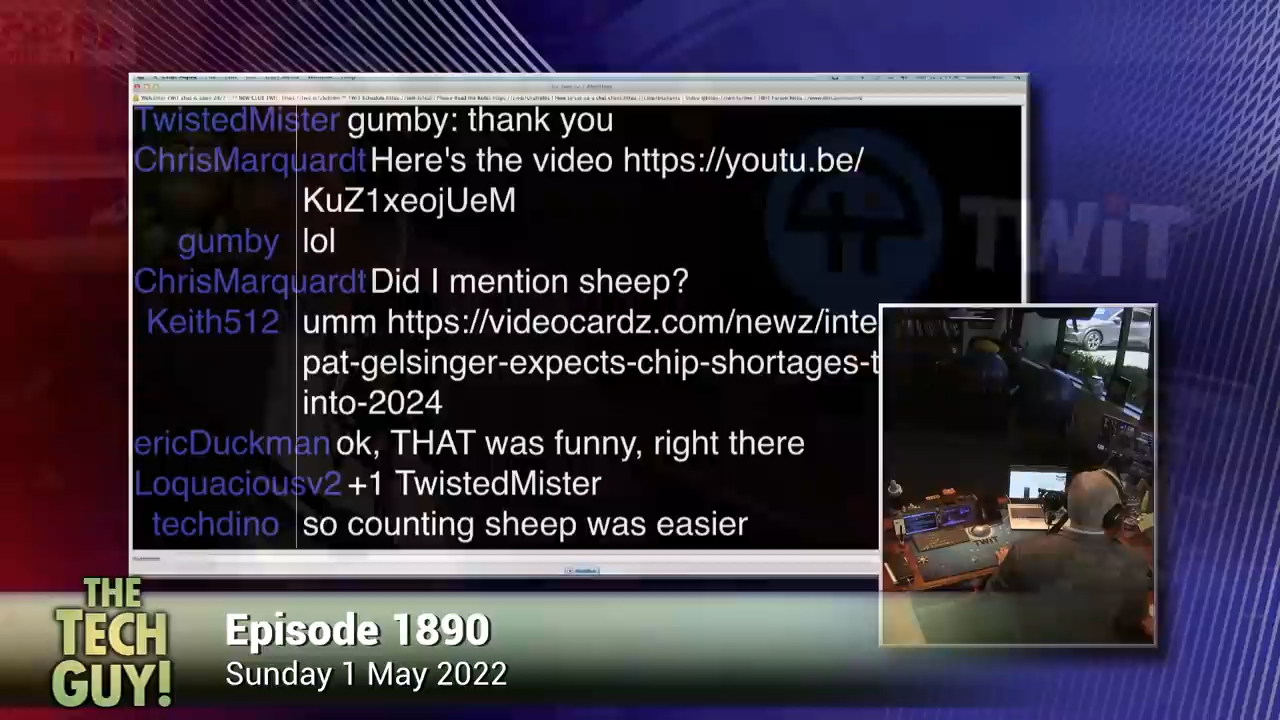 TwistedMister gumby: thank you
ChrisMarquardt Here's the video https://youtu.be/
KuZ1xeojUeM
gumby lol
ChrisMarquardt Did I mention sheep?
Keith512 umm https://videocardz.com/newz/inte
pat-gelsinger-expects-chip-shortages-t
into-2024
ericDuckman ok, THAT was funny, right there
Loquaciousv2 +1 TwistedMister
techdino so counting sheep was easier
TWiT
TWiT
THE
TECH
GUY!
Episode 1890
Sunday 1 May 2022